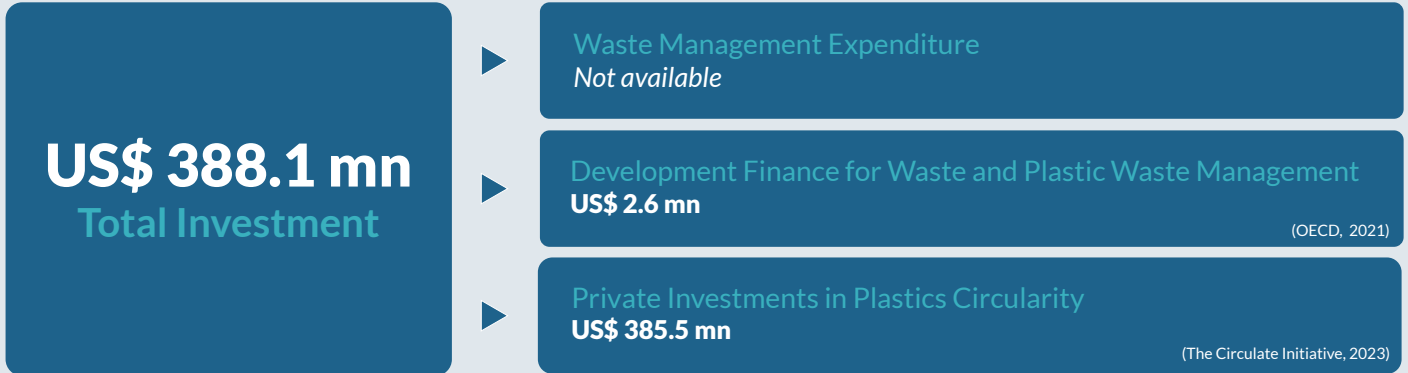 US$ 388.1 mn
Total Investment
Waste Management Expenditure
Not available
Development Finance for Waste and Plastic Waste Management
US$ 2.6 mn
(OECD, 2021)
Private Investments in Plastics Circularity
US$ 385.5 mn
(The Circulate Initiative, 2023)